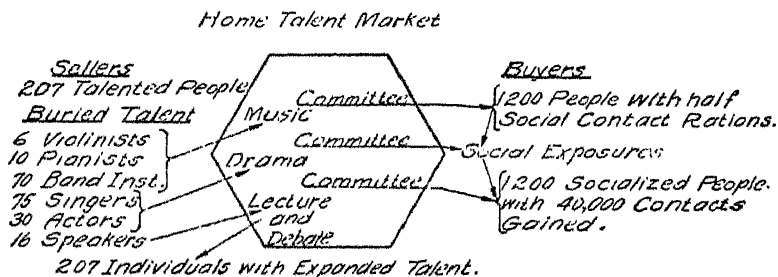 Home Talent Market
Sellers
207 Talented People
Buried Talent
6 Violinists
10 Pianists
70 Band Inst.
75 Singers
30 Actors
16 Speakers
Committee
Music
Committee
Drama
Committee
Lecture
and
Debate
Buyers
1200 People with half
Social Contact Rations.
Social Exposures
1200 Socialized People
with 40,000 Contacts
Gained.
207 Individuals with Expanded Talent.